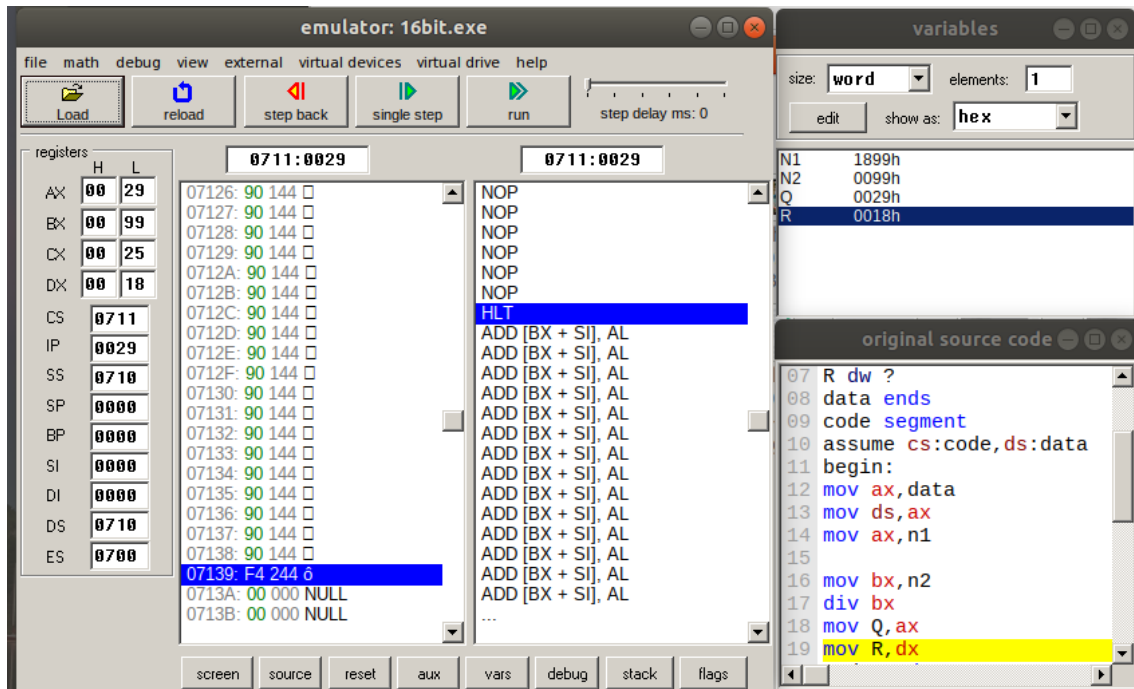 emulator: 16bit.exe
file math debug view external virtual devices virtual drive help
Load reload step back single step run step delay ms: 0
registers
H L
AX 00 29
BX 00 99
CX 00 25
DX 00 18
CS 0711
IP 0029
SS 0710
SP 0000
BP 0000
SI 0000
DI 0000
DS 0710
ES 0700
0711:0029
07126: 90 144
07127: 90 144
07128: 90 144
07129: 90 144
0712A: 90 144
0712B: 90 144
0712C: 90 144
0712D: 90 144
0712E: 90 144
0712F: 90 144
07130: 90 144
07131: 90 144
07132: 90 144
07133: 90 144
07134: 90 144
07135: 90 144
07136: 90 144
07137: 90 144
07138: 90 144
07139: F4 244 ô
0713A: 00 000 NULL
0713B: 00 000 NULL
0711:0029
NOP
NOP
NOP
NOP
NOP
NOP
HLT
ADD [BX + SI], AL
ADD [BX + SI], AL
ADD [BX + SI], AL
ADD [BX + SI], AL
ADD [BX + SI], AL
ADD [BX + SI], AL
ADD [BX + SI], AL
ADD [BX + SI], AL
ADD [BX + SI], AL
ADD [BX + SI], AL
ADD [BX + SI], AL
ADD [BX + SI], AL
ADD [BX + SI], AL
ADD [BX + SI], AL
...
screen source reset aux vars debug stack flags
variables
size: word elements: 1
edit show as: hex
N1 1899h
N2 0099h
Q 0029h
R 0018h
original source code
07 R dw ?
08 data ends
09 code segment
10 assume cs:code,ds:data
11 begin:
12 mov ax,data
13 mov ds,ax
14 mov ax,n1
15
16 mov bx,n2
17 div bx
18 mov Q,ax
19 mov R,dx